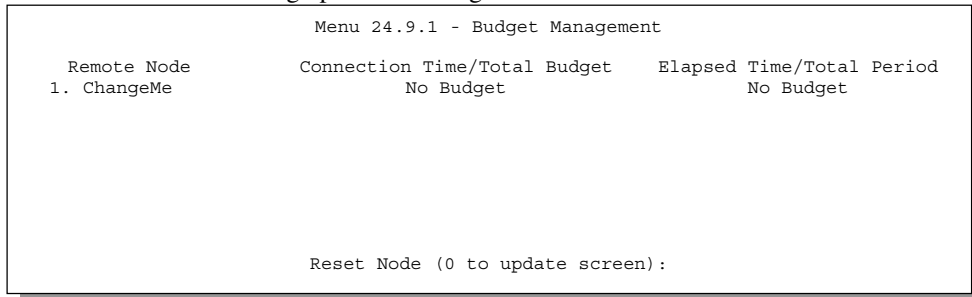 Menu 24.9.1 - Budget Management
Remote Node Connection Time/Total Budget Elapsed Time/Total Period
1. ChangeMe No Budget No Budget
Reset Node (0 to update screen):